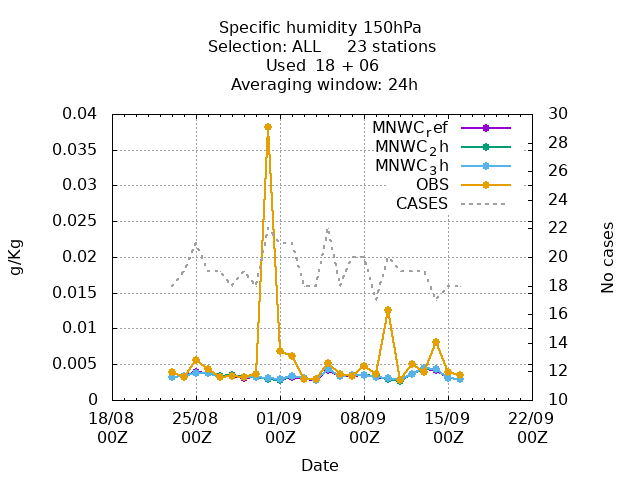 Specific humidity 150hPa
Selection: ALL 23 stations
Used 18 + 06
Averaging window: 24h
0.04
0.035
0.03
0.025
0.02
0.015
0.01
0.005
0
30
28
26
24
22
20
18
16
14
12
10
MNWCref
MNWC2h
MNWC3h
OBS
CASES
g/Kg
No cases
18/08 25/08 01/09 08/09 15/09 22/09
00Z 00Z 00Z 00Z 00Z 00Z
Date